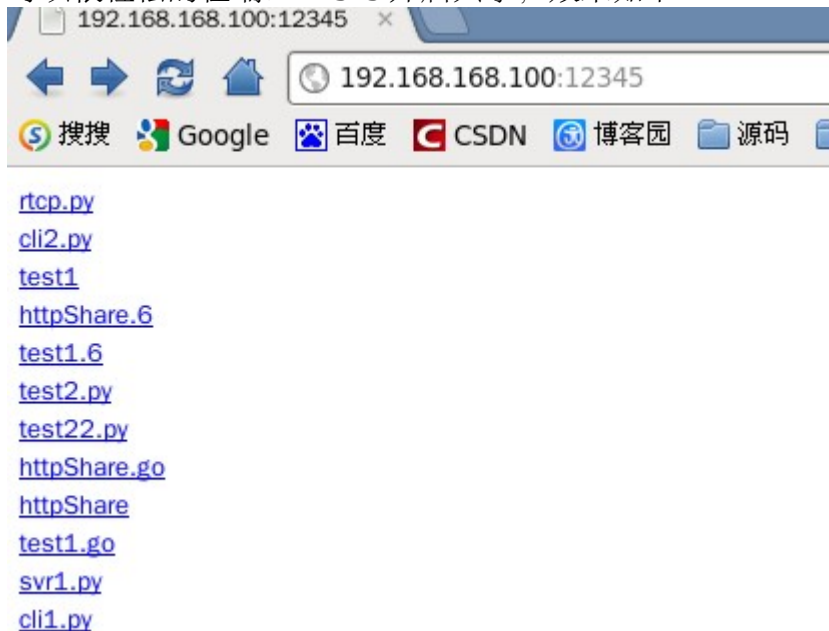 192.168.168.100:12345
192.168.168.100:12345
搜搜 Google 百度 CSDN 博客园 源码
rtcp.py
cli2.py
test1
httpShare.6
test1.6
test2.py
test22.py
httpShare.go
httpShare
test1.go
svr1.py
cli1.py